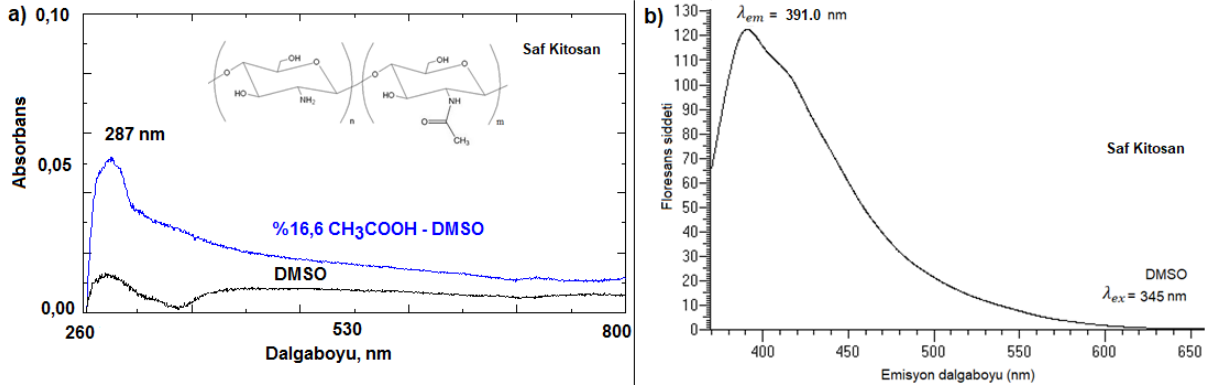 a)
0,10
0,05
0,00
Absorbans
Saf Kitosan
287 nm
OH
HO
O
O
NH2
n
OH
HO
O
O
NH
O
CH3
m
%16,6 CH3COOH - DMSO
DMSO
260
530
800
Dalgaboyu, nm
b)
λem = 391.0 nm
130
120
110
100
90
80
70
60
50
40
30
20
10
0
Floresans siddeti
Saf Kitosan
DMSO
λex = 345 nm
400
450
500
550
600
650
Emisyon dalgaboyu (nm)